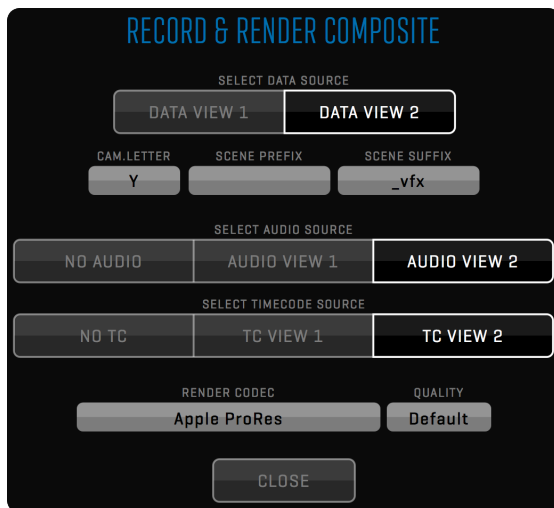 RECORD & RENDER COMPOSITE
SELECT DATA SOURCE
DATA VIEW 1 DATA VIEW 2
CAM.LETTER SCENE PREFIX SCENE SUFFIX
Y _vfx
SELECT AUDIO SOURCE
NO AUDIO AUDIO VIEW 1 AUDIO VIEW 2
SELECT TIMECODE SOURCE
NO TC TC VIEW 1 TC VIEW 2
RENDER CODEC QUALITY
Apple ProRes Default
CLOSE